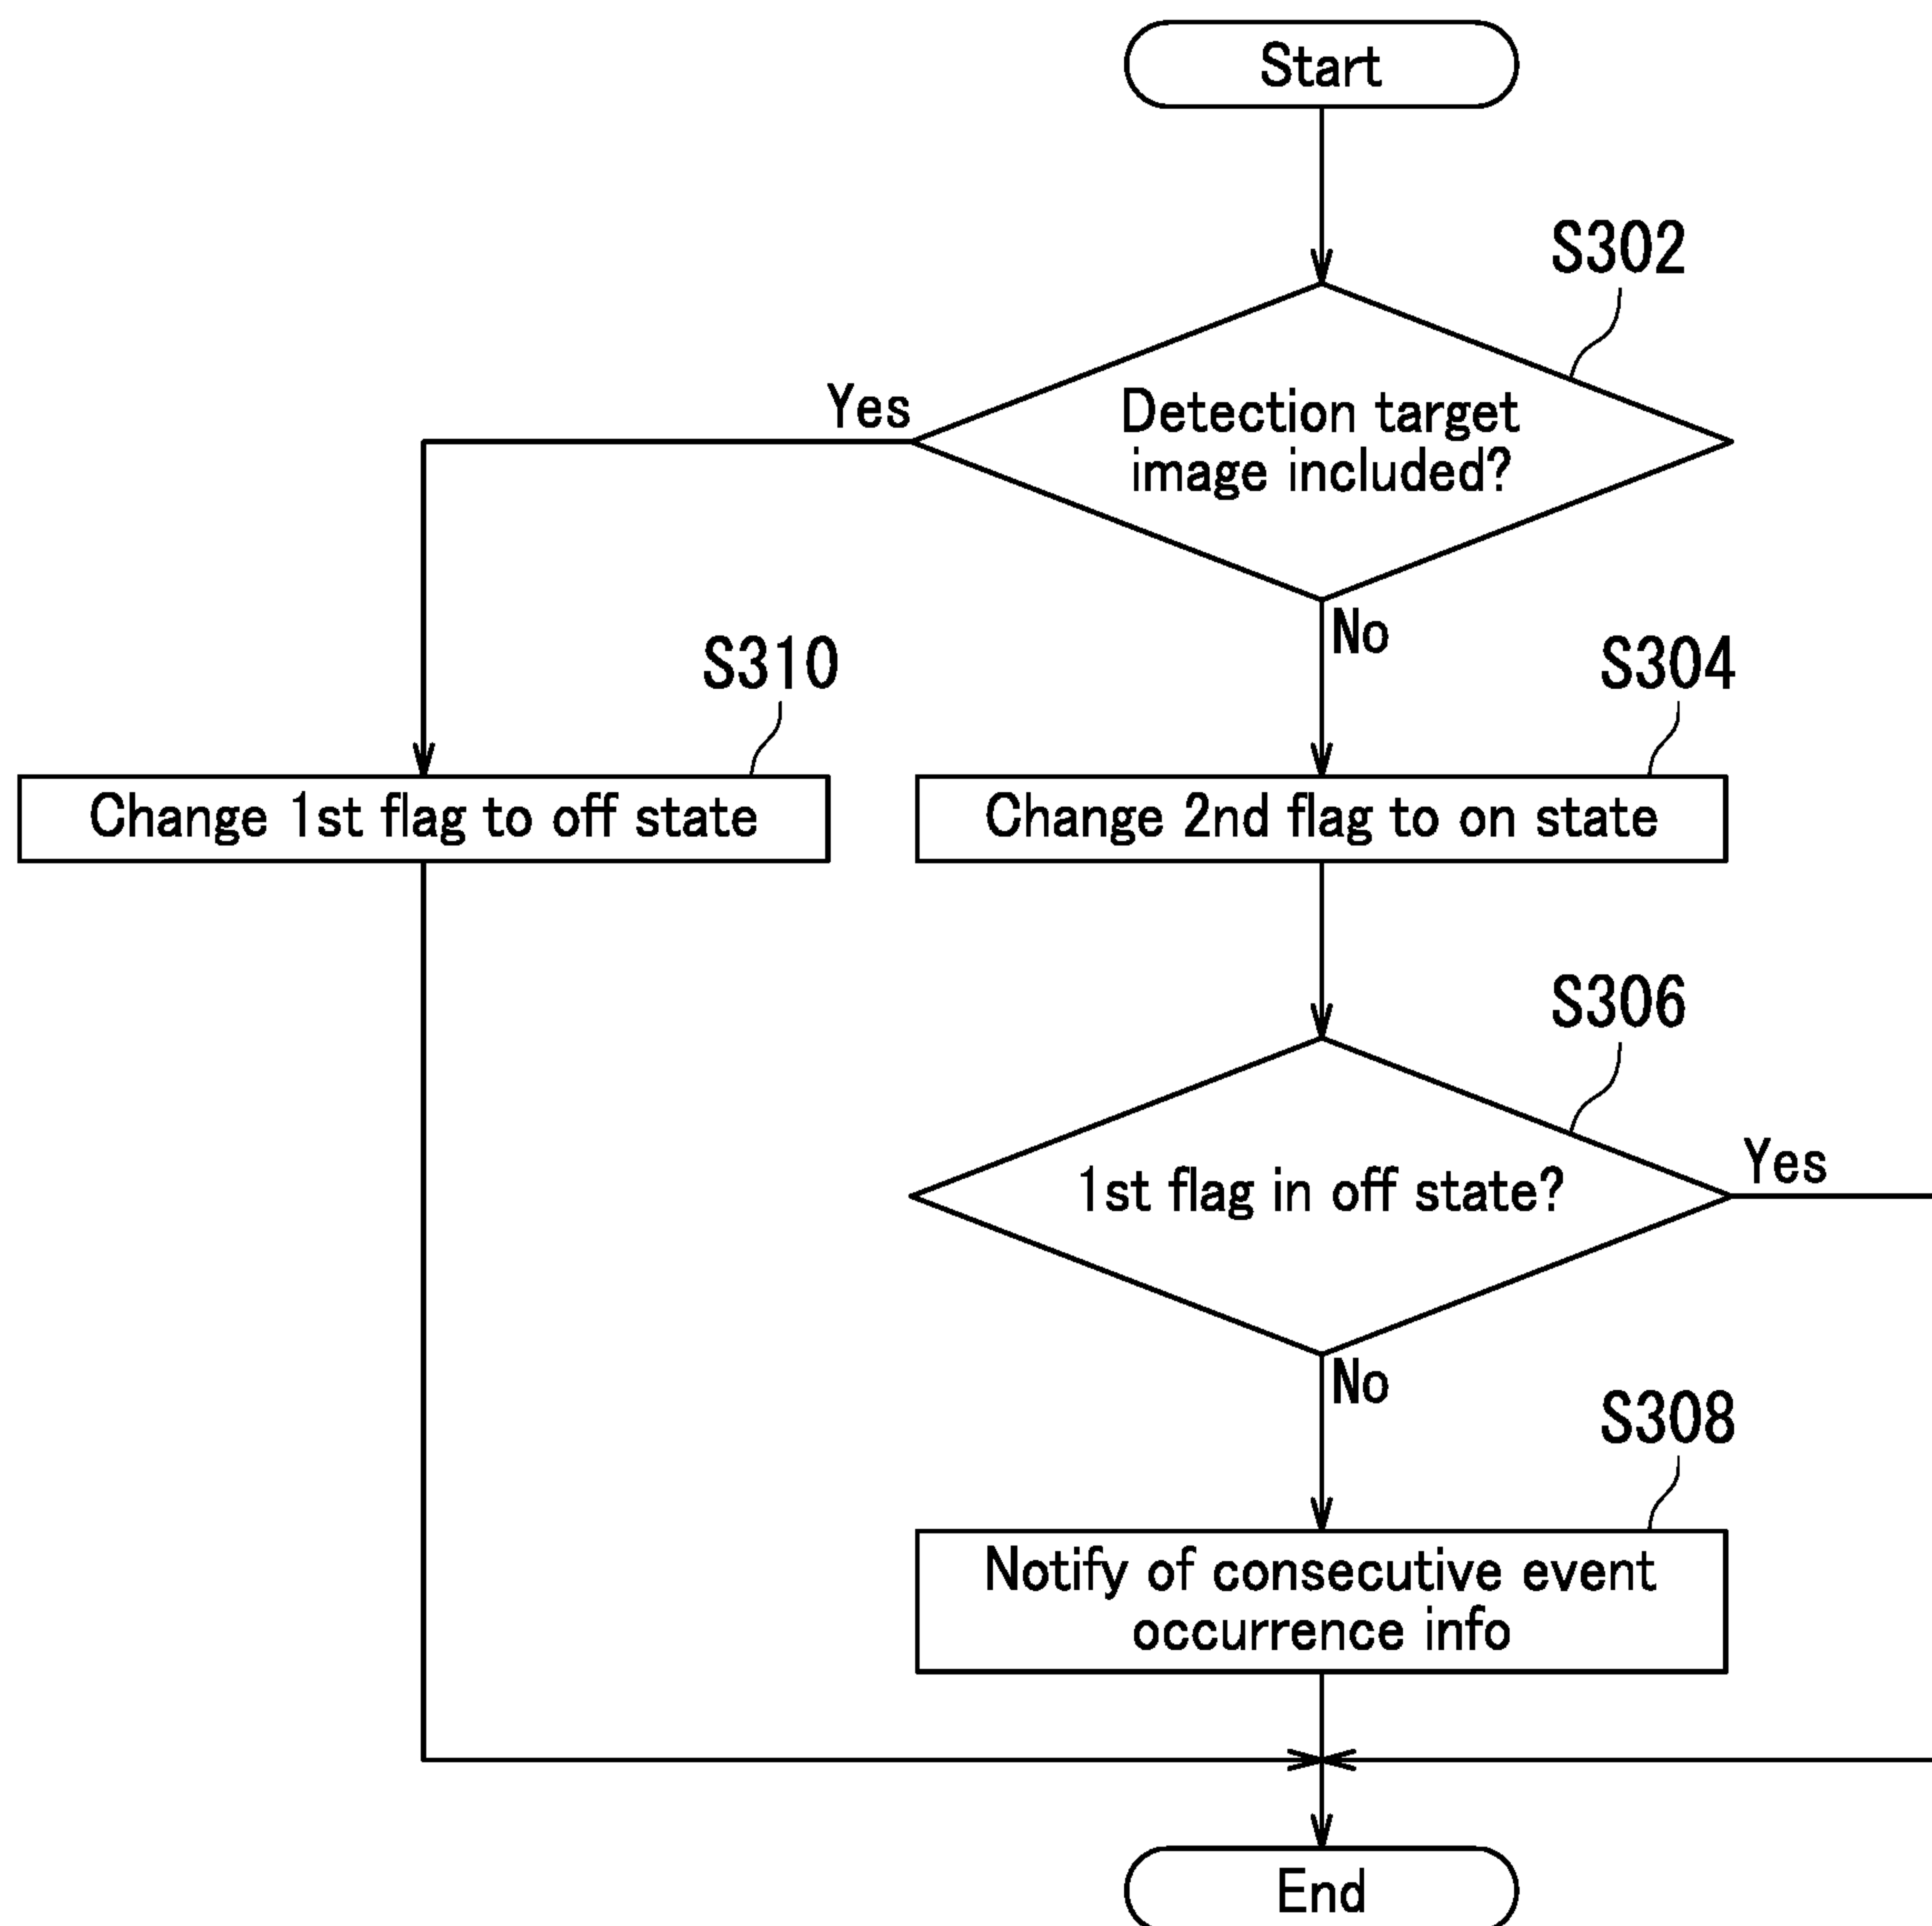 Start
S302
Yes
Detection target
image included?
No
S310
S304
Change 1st flag to off state
Change 2nd flag to on state
S306
1st flag in off state?
Yes
No
S308
Notify of consecutive event
occurrence info
End